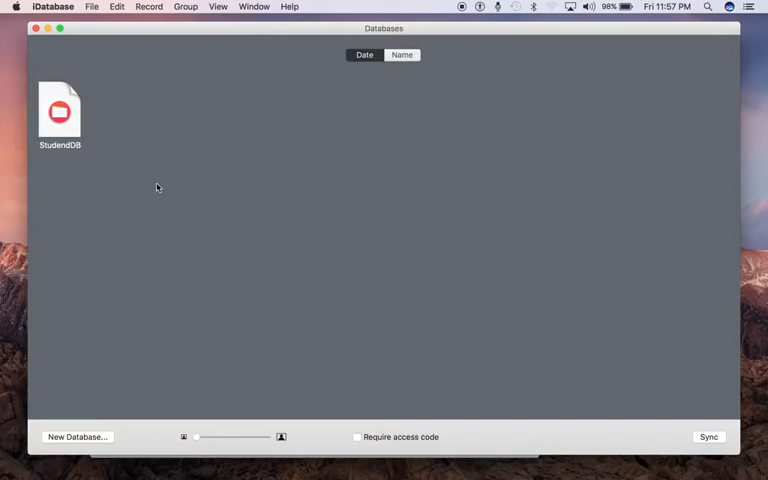 iDatabase File Edit Record Group View Window Help 98% Fri 11:57 PM
Databases
Date Name
StudendDB
New Database... Require access code Sync